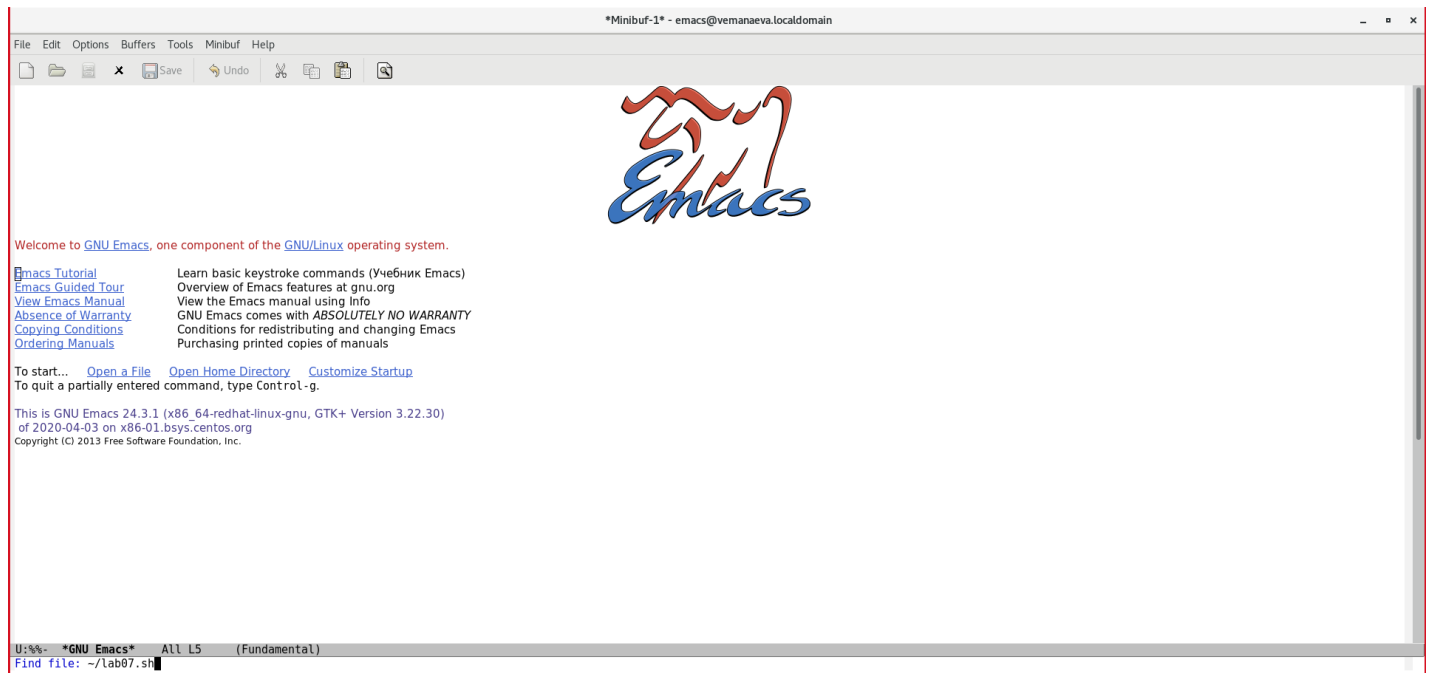 *Minibuf-1* - emacs@vemanaeva.localdomain
File Edit Options Buffers Tools Minibuf Help
Save Undo
Emacs
Welcome to GNU Emacs, one component of the GNU/Linux operating system.
Emacs Tutorial Learn basic keystroke commands (Учебник Emacs)
Emacs Guided Tour Overview of Emacs features at gnu.org
View Emacs Manual View the Emacs manual using Info
Absence of Warranty GNU Emacs comes with ABSOLUTELY NO WARRANTY
Copying Conditions Conditions for redistributing and changing Emacs
Ordering Manuals Purchasing printed copies of manuals
To start... Open a File Open Home Directory Customize Startup
To quit a partially entered command, type Control-g.
This is GNU Emacs 24.3.1 (x86_64-redhat-linux-gnu, GTK+ Version 3.22.30)
of 2020-04-03 on x86-01.bsys.centos.org
Copyright (C) 2013 Free Software Foundation, Inc.
U:%%- *GNU Emacs* All L5 (Fundamental)
Find file: ~/lab07.sh